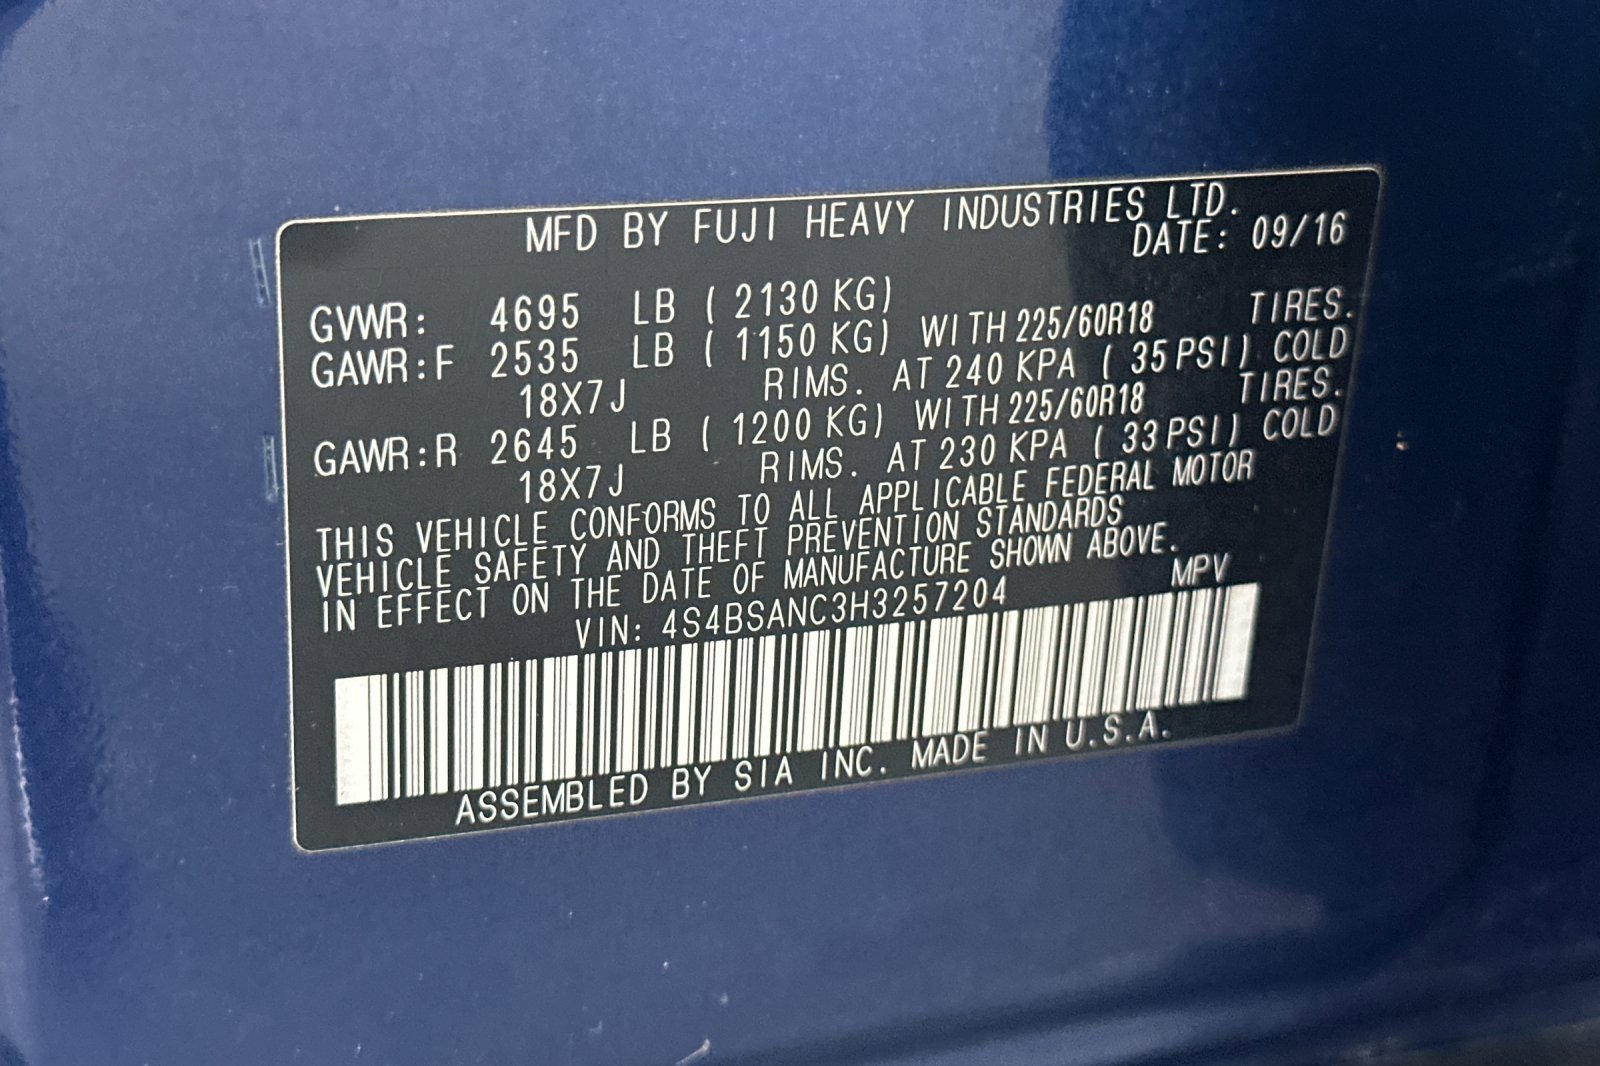 MFD BY FUJI HEAVY INDUSTRIES LTD.
DATE: 09/16
GVWR: 4695 LB ( 2130 KG)
GAWR:F 2535 LB ( 1150 KG) WITH 225/60R18 TIRES.
18X7J RIMS. AT 240 KPA ( 35 PSI) COLD
GAWR:R 2645 LB ( 1200 KG) WITH 225/60R18 TIRES.
18X7J RIMS. AT 230 KPA ( 33 PSI) COLD
THIS VEHICLE CONFORMS TO ALL APPLICABLE FEDERAL MOTOR
VEHICLE SAFETY AND THEFT PREVENTION STANDARDS
IN EFFECT ON THE DATE OF MANUFACTURE SHOWN ABOVE.
VIN: 4S4BSANC3H3257204 MPV
ASSEMBLED BY SIA INC. MADE IN U.S.A.